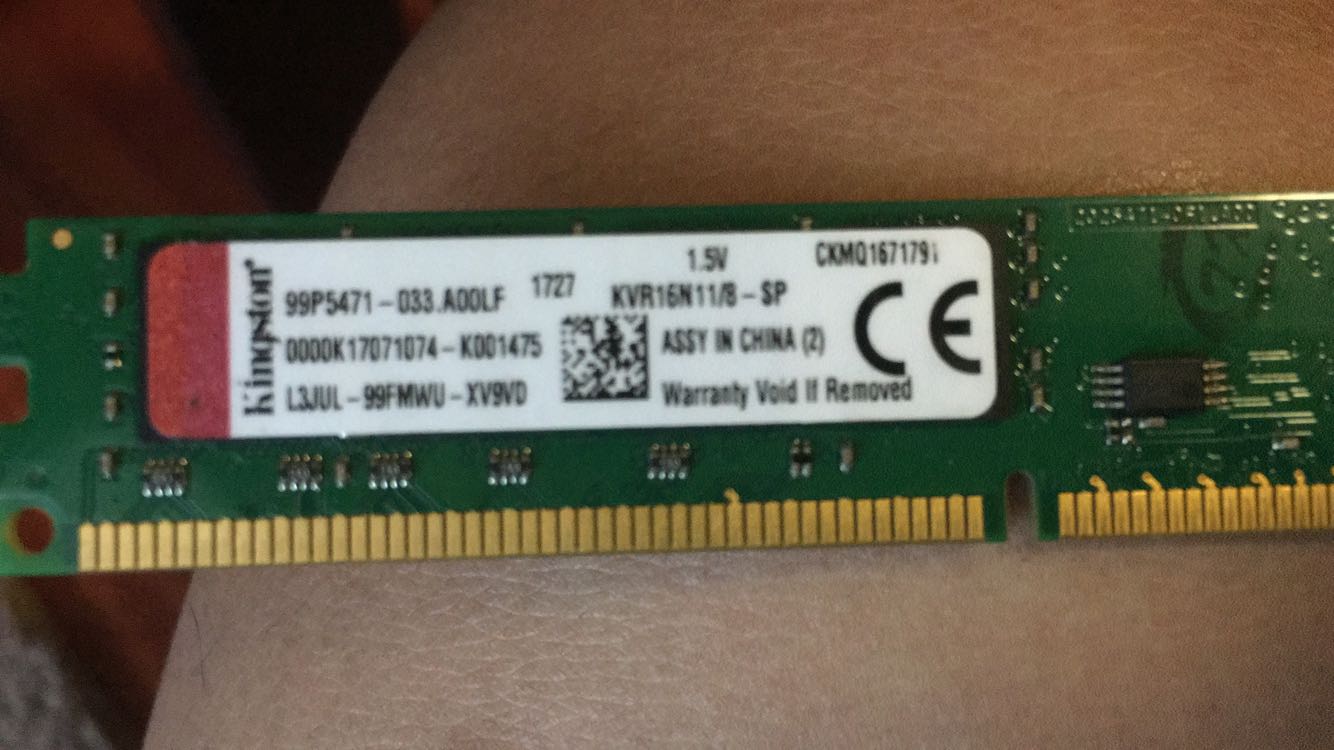 Kingston
99P5471-033.A00LF 1727
0000K17071074-K001475
L3JUL-99FMWU-XV9VD
1.5V
KVR16N11/8-SP
ASSY IN CHINA (2)
Warranty Void If Removed
CE